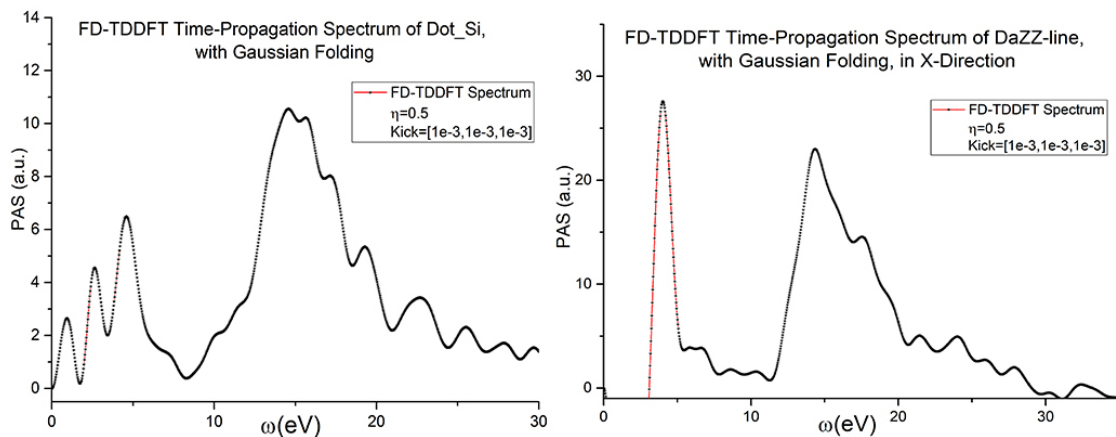 FD-TDDFT Time-Propagation Spectrum of Dot_Si,
with Gaussian Folding
FD-TDDFT Spectrum
η=0.5
Kick=[1e-3,1e-3,1e-3]
PAS (a.u.)
14
12
10
8
6
4
2
0
0
10
20
30
ω(eV)
FD-TDDFT Time-Propagation Spectrum of DaZZ-line,
with Gaussian Folding, in X-Direction
FD-TDDFT Spectrum
η=0.5
Kick=[1e-3,1e-3,1e-3]
PAS (a.u.)
30
20
10
0
0
10
20
30
ω(eV)